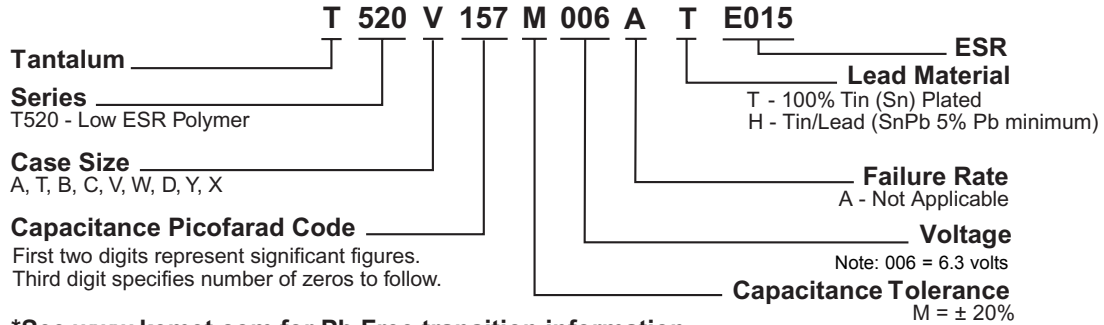 T 520 V 157 M 006 A T E015
Tantalum
Series
T520 - Low ESR Polymer
Case Size
A, T, B, C, V, W, D, Y, X
Capacitance Picofarad Code
First two digits represent significant figures.
Third digit specifies number of zeros to follow.
ESR
Lead Material
T - 100% Tin (Sn) Plated
H - Tin/Lead (SnPb 5% Pb minimum)
Failure Rate
A - Not Applicable
Voltage
Note: 006 = 6.3 volts
Capacitance Tolerance
M = ± 20%